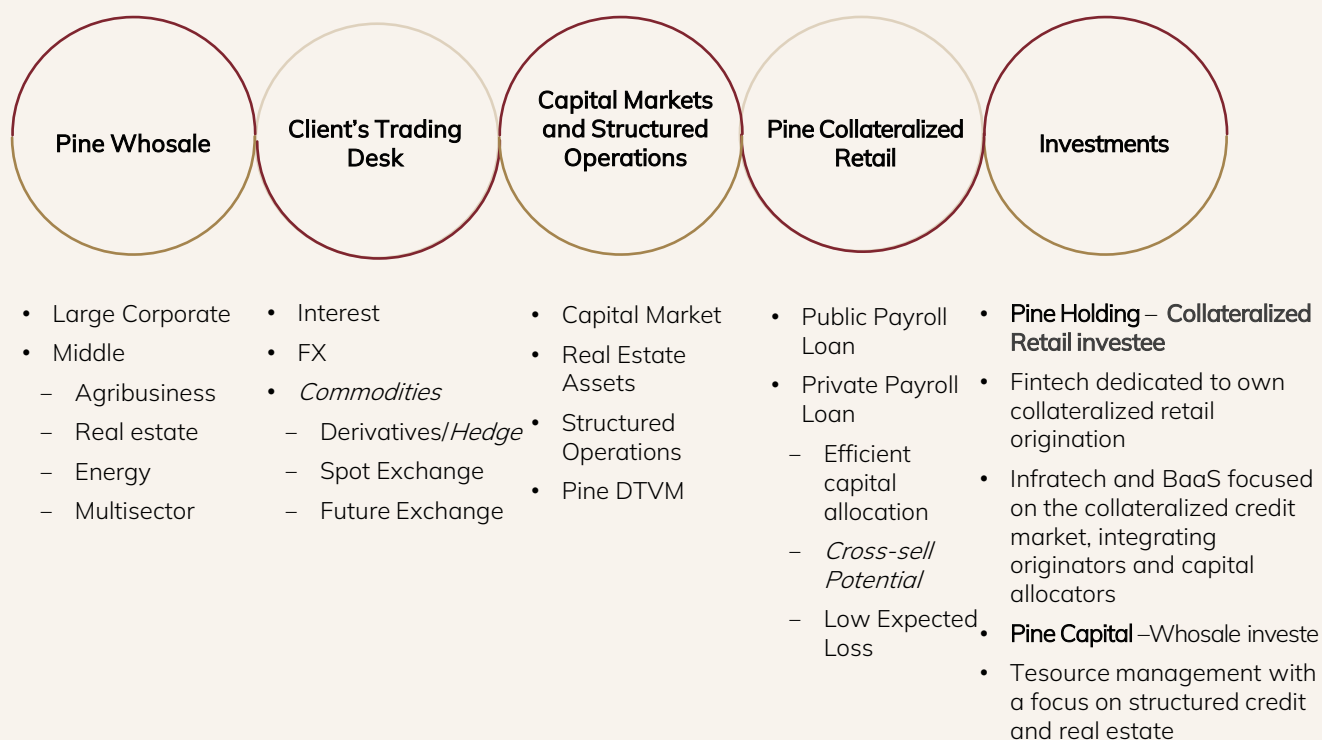 Pine Whosale
Client's Trading
Desk
Capital Markets
and Structured
Operations
Pine Collateralized
Retail
Investments
• Large Corporate
• Middle
– Agribusiness
– Real estate
– Energy
– Multisector
• Interest
• FX
• Commodities
– Derivatives/Hedge
– Spot Exchange
– Future Exchange
• Capital Market
• Real Estate
Assets
• Structured
Operations
• Pine DTVM
• Public Payroll
Loan
• Private Payroll
Loan
– Efficient
capital
allocation
– Cross-sell
Potential
– Low Expected
Loss
• Pine Holding – Collateralized
Retail investee
• Fintech dedicated to own
collateralized retail
origination
• Infratech and BaaS focused
on the collateralized credit
market, integrating
originators and capital
allocators
• Pine Capital –Whosale investe
• Tesource management with
a focus on structured credit
and real estate